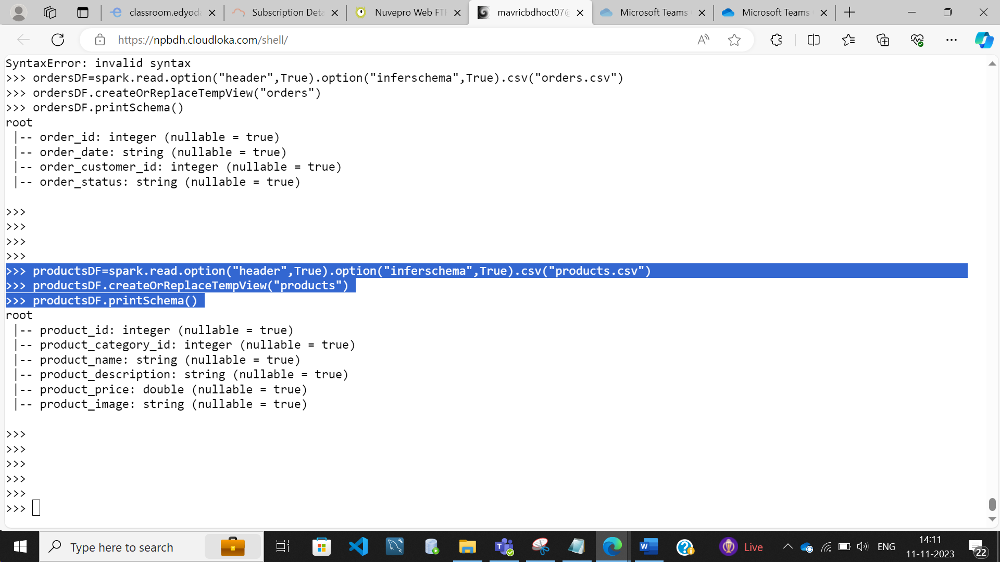 classroom.edyoda
Subscription Deta
Nuvepro Web FTP
mavricbdhoct07@
Microsoft Teams
Microsoft Teams
https://npbdh.cloudloka.com/shell/
SyntaxError: invalid syntax
>>> ordersDF=spark.read.option("header",True).option("inferschema",True).csv("orders.csv")
>>> ordersDF.createOrReplaceTempView("orders")
>>> ordersDF.printSchema()
root
 |-- order_id: integer (nullable = true)
 |-- order_date: string (nullable = true)
 |-- order_customer_id: integer (nullable = true)
 |-- order_status: string (nullable = true)
>>>
>>>
>>>
>>>
>>> productsDF=spark.read.option("header",True).option("inferschema",True).csv("products.csv")
>>> productsDF.createOrReplaceTempView("products")
>>> productsDF.printSchema()
root
 |-- product_id: integer (nullable = true)
 |-- product_category_id: integer (nullable = true)
 |-- product_name: string (nullable = true)
 |-- product_description: string (nullable = true)
 |-- product_price: double (nullable = true)
 |-- product_image: string (nullable = true)
>>>
>>>
>>>
>>>
>>>
>>>
Type here to search
Live
ENG
14:11
11-11-2023
22